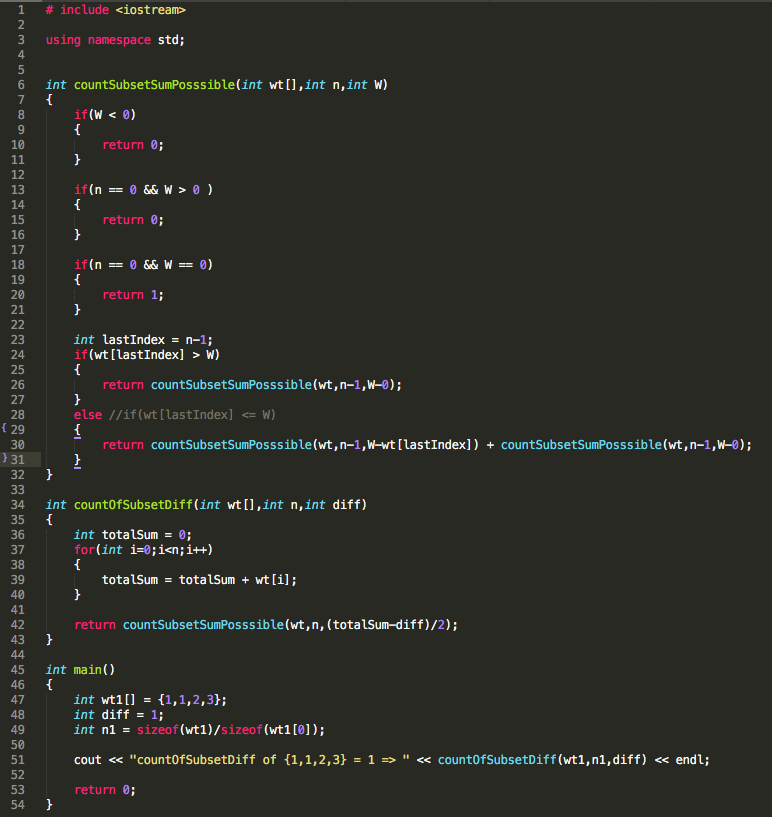 1 # include <iostream>
2
3 using namespace std;
4
5
6 int countSubsetSumPosssible(int wt[],int n,int W)
7 {
8     if(W < 0)
9     {
10         return 0;
11     }
12
13     if(n == 0 && W > 0 )
14     {
15         return 0;
16     }
17
18     if(n == 0 && W == 0)
19     {
20         return 1;
21     }
22
23     int lastIndex = n-1;
24     if(wt[lastIndex] > W)
25     {
26         return countSubsetSumPosssible(wt,n-1,W-0);
27     }
28     else //if(wt[lastIndex] <= W)
{ 29     {
30         return countSubsetSumPosssible(wt,n-1,W-wt[lastIndex]) + countSubsetSumPosssible(wt,n-1,W-0);
} 31     }
32 }
33
34 int countOfSubsetDiff(int wt[],int n,int diff)
35 {
36     int totalSum = 0;
37     for(int i=0;i<n;i++)
38     {
39         totalSum = totalSum + wt[i];
40     }
41
42     return countSubsetSumPosssible(wt,n,(totalSum-diff)/2);
43 }
44
45 int main()
46 {
47     int wt1[] = {1,1,2,3};
48     int diff = 1;
49     int n1 = sizeof(wt1)/sizeof(wt1[0]);
50
51     cout << "countOfSubsetDiff of {1,1,2,3} = 1 => " << countOfSubsetDiff(wt1,n1,diff) << endl;
52
53     return 0;
54 }